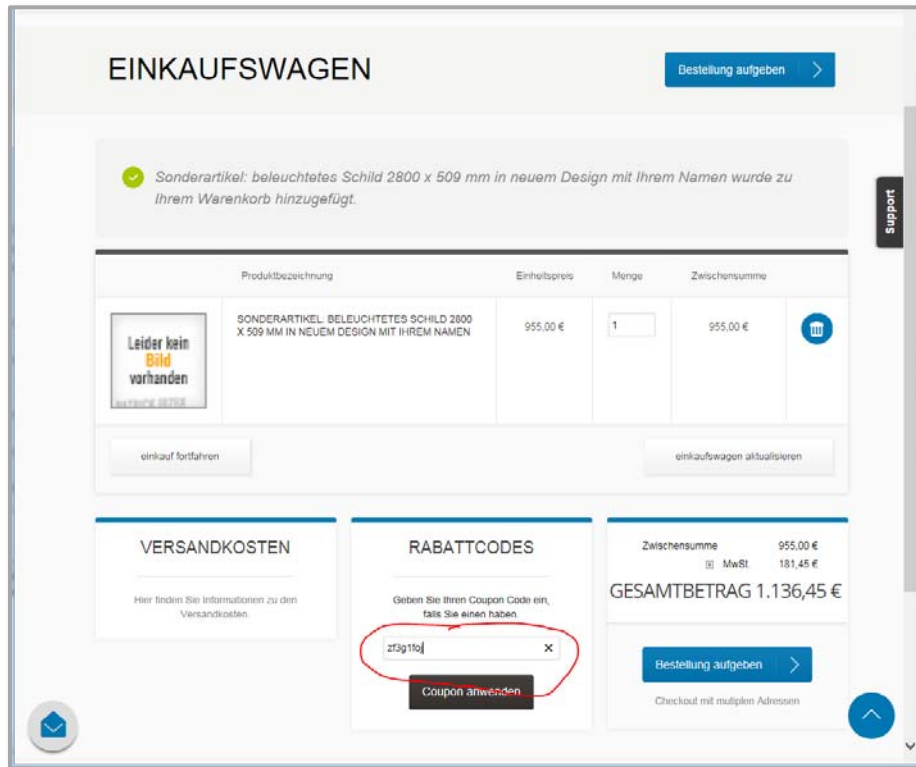 EINKAUFSWAGEN
Bestellung aufgeben
Sonderartikel: beleuchtetes Schild 2800 x 509 mm in neuem Design mit Ihrem Namen wurde zu
Ihrem Warenkorb hinzugefügt.
Support
Produktbezeichnung Einheitspreis Menge Zwischensumme
Leider kein
Bild
vorhanden
SONDERARTIKEL: BELEUCHTETES SCHILD 2800
X 509 MM IN NEUEM DESIGN MIT IHREM NAMEN
955,00 € 1 955,00 €
einkauf fortfahren
einkaufswagen aktualisieren
VERSANDKOSTEN
Hier finden Sie Informationen zu den
Versandkosten.
RABATTCODES
Geben Sie Ihren Coupon Code ein,
falls Sie einen haben.
zf3g1foj
Coupon anwenden
Zwischensumme 955,00 €
MwSt. 181,45 €
GESAMTBETRAG 1.136,45 €
Bestellung aufgeben
Checkout mit mutiplen Adressen